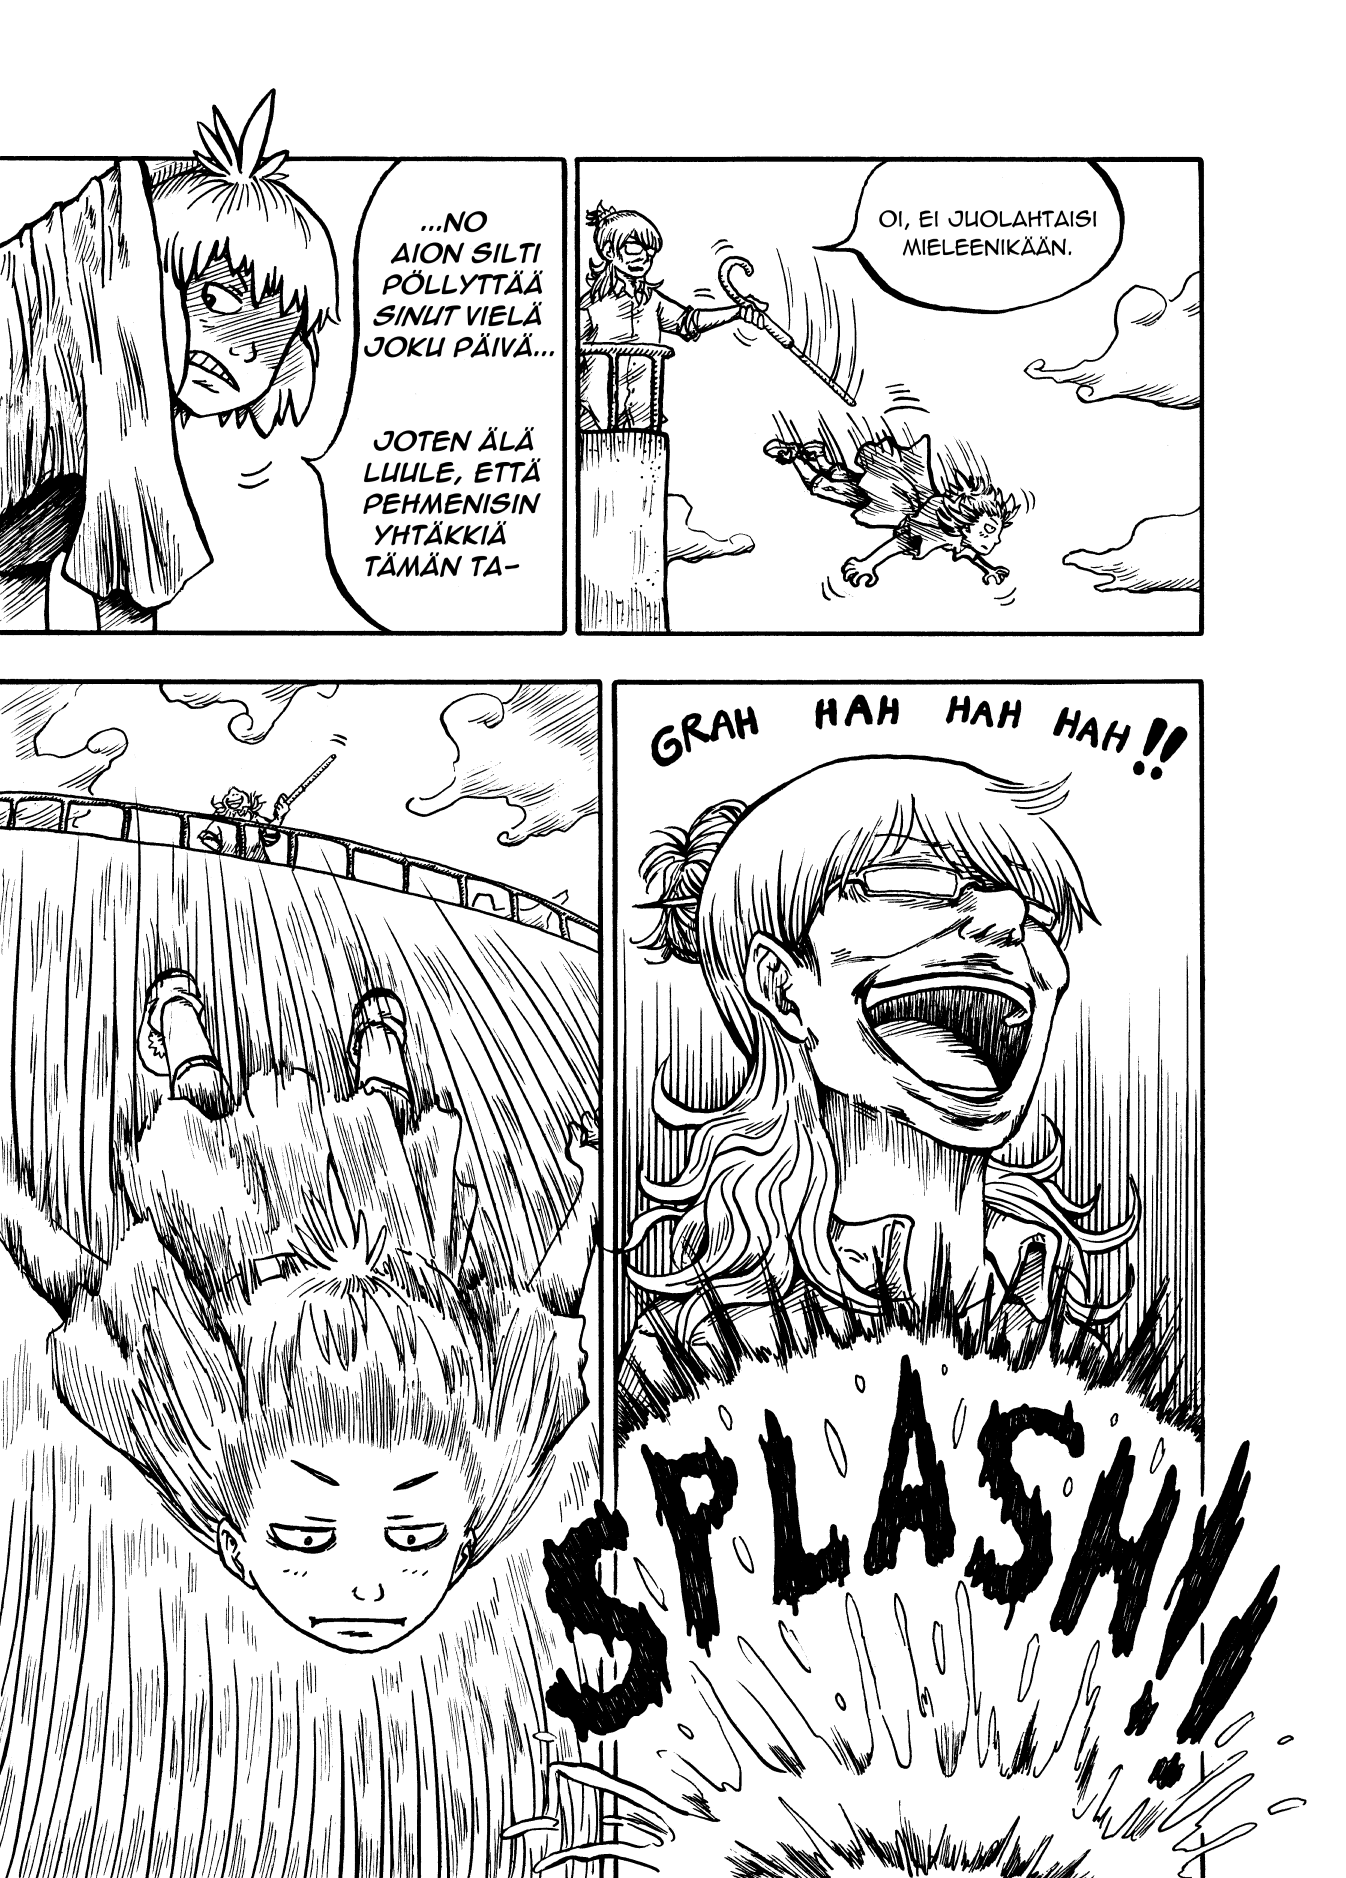 ...NO
AION SILTI
PÖLLYTTÄÄ
SINUT VIELÄ
JOKU PÄIVÄ...
JOTEN ÄLÄ
LUULE, ETTÄ
PEHMENISIN
YHTÄKKIÄ
TÄMÄN TA-
OI, EI JUOLAHTAISI
MIELEENIKÄÄN.
GRAH HAH HAH HAH!!
SPLASH!!